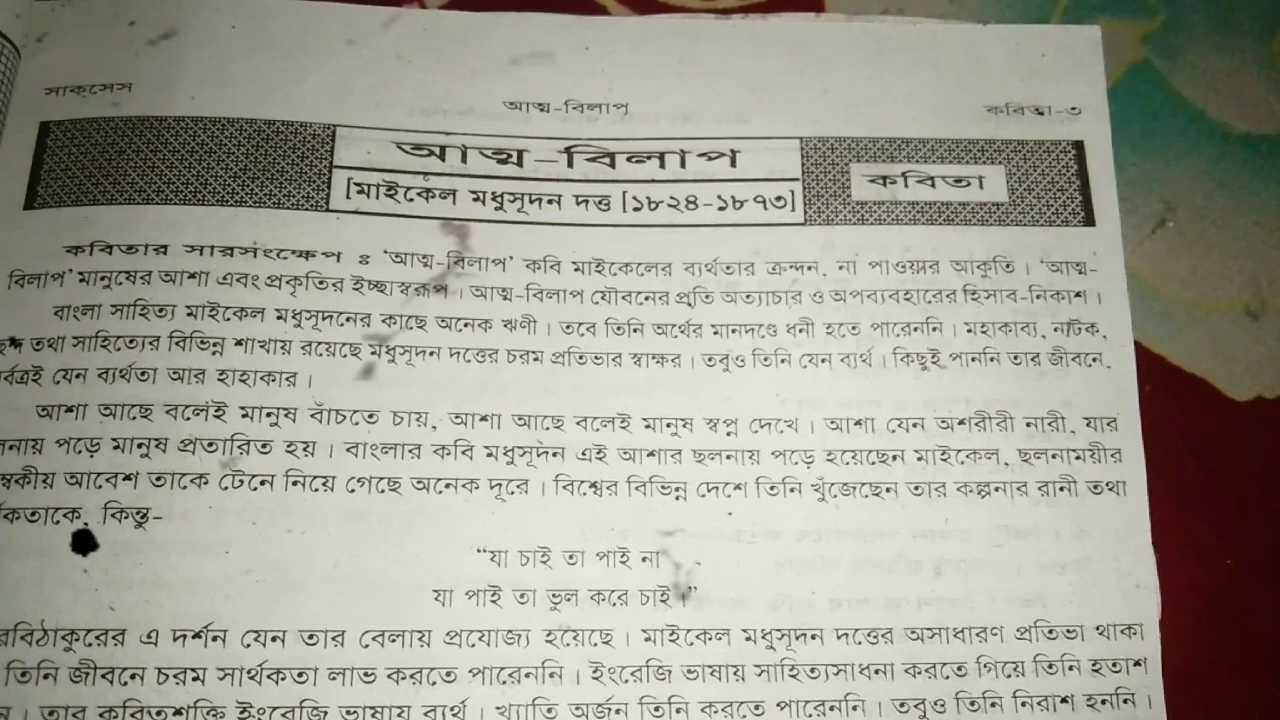 সাক্‌সেস
আত্ম-বিলাপ
কবিতা-৩
আত্ম-বিলাপ
[মাইকেল মধুসূদন দত্ত [১৮২৪-১৮৭৩]
কবিতা
কবিতার সারসংক্ষেপ ঃ 'আত্ম-বিলাপ' কবি মাইকেলের ব্যর্থতার ক্রন্দন, না পাওয়ার আকুতি। 'আত্ম-
বিলাপ' মানুষের আশা এবং প্রকৃতির ইচ্ছাস্বরূপ। আত্ম-বিলাপ যৌবনের প্রতি অত্যাচার ও অপব্যবহারের হিসাব-নিকাশ।
বাংলা সাহিত্য মাইকেল মধুসূদনের কাছে অনেক ঋণী। তবে তিনি অর্থের মানদণ্ডে ধনী হতে পারেননি। মহাকাব্য, নাটক,
তথা সাহিত্যের বিভিন্ন শাখায় রয়েছে মধুসূদন দত্তের চরম প্রতিভার স্বাক্ষর। তবুও তিনি যেন ব্যর্থ। কিছুই পাননি তার জীবনে,
র্বত্রই যেন ব্যর্থতা আর হাহাকার।
আশা আছে বলেই মানুষ বাঁচতে চায়, আশা আছে বলেই মানুষ স্বপ্ন দেখে। আশা যেন অশরীরী নারী, যার
নায় পড়ে মানুষ প্রতারিত হয়। বাংলার কবি মধুসূদন এই আশার ছলনায় পড়ে হয়েছেন মাইকেল, ছলনাময়ীর
স্বকীয় আবেশ তাকে টেনে নিয়ে গেছে অনেক দূরে। বিশ্বের বিভিন্ন দেশে তিনি খুঁজেছেন তার কল্পনার রানী তথা
কতাকে, কিন্তু-
"যা চাই তা পাই না
যা পাই তা ভুল করে চাই।"
রবিঠাকুরের এ দর্শন যেন তার বেলায় প্রযোজ্য হয়েছে। মাইকেল মধুসূদন দত্তের অসাধারণ প্রতিভা থাকা
তিনি জীবনে চরম সার্থকতা লাভ করতে পারেননি। ইংরেজি ভাষায় সাহিত্যসাধনা করতে গিয়ে তিনি হতাশ
। তার কবিত্বশক্তি ইংরেজি ভাষায় ব্যর্থ। খ্যাতি অর্জন তিনি করতে পারেননি। তবুও তিনি নিরাশ হননি।